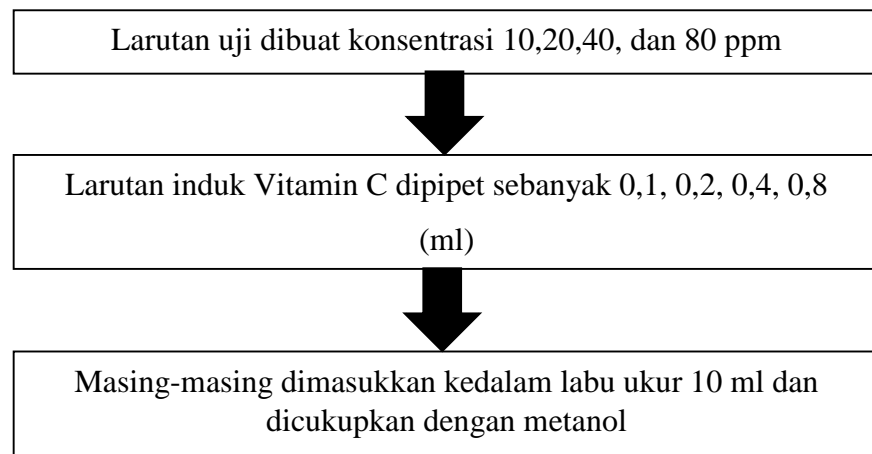 Larutan uji dibuat konsentrasi 10,20,40, dan 80 ppm
Larutan induk Vitamin C dipipet sebanyak 0,1, 0,2, 0,4, 0,8
(ml)
Masing-masing dimasukkan kedalam labu ukur 10 ml dan
dicukupkan dengan metanol